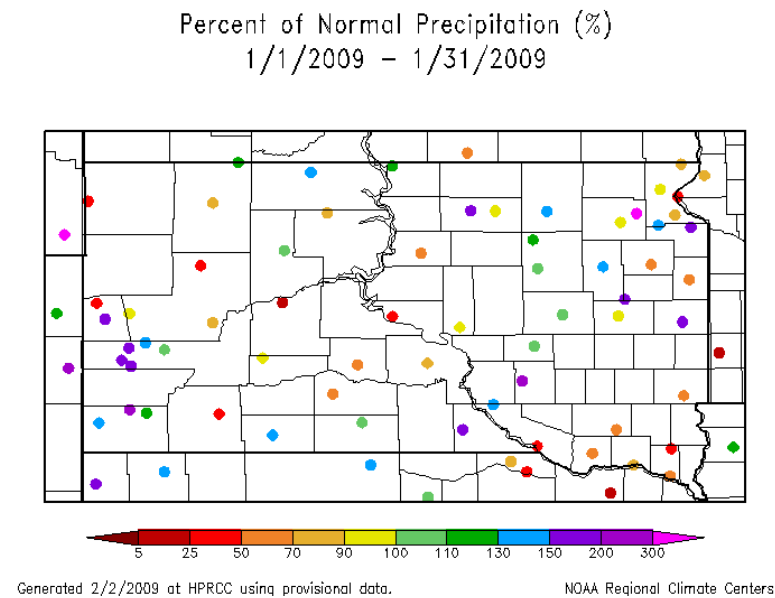 Percent of Normal Precipitation (%)
1/1/2009 – 1/31/2009
5 25 50 70 90 100 110 130 150 200 300
Generated 2/2/2009 at HPRCC using provisional data. NOAA Regional Climate Centers